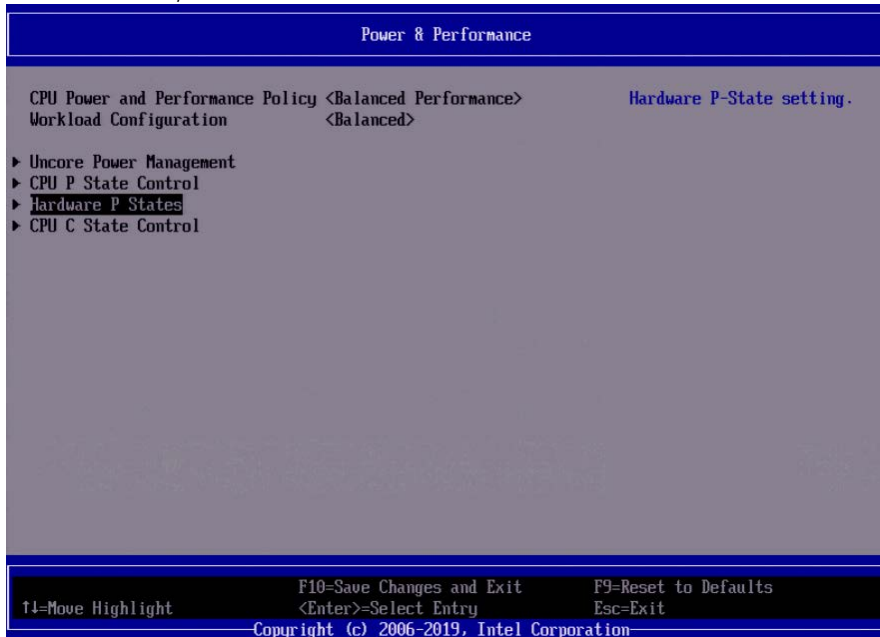 Power & Performance
CPU Power and Performance Policy <Balanced Performance> Hardware P-State setting.
Workload Configuration <Balanced>
▶ Uncore Power Management
▶ CPU P State Control
▶ Hardware P States
▶ CPU C State Control
F10=Save Changes and Exit F9=Reset to Defaults
↑↓=Move Highlight <Enter>=Select Entry Esc=Exit
Copyright (c) 2006-2019, Intel Corporation